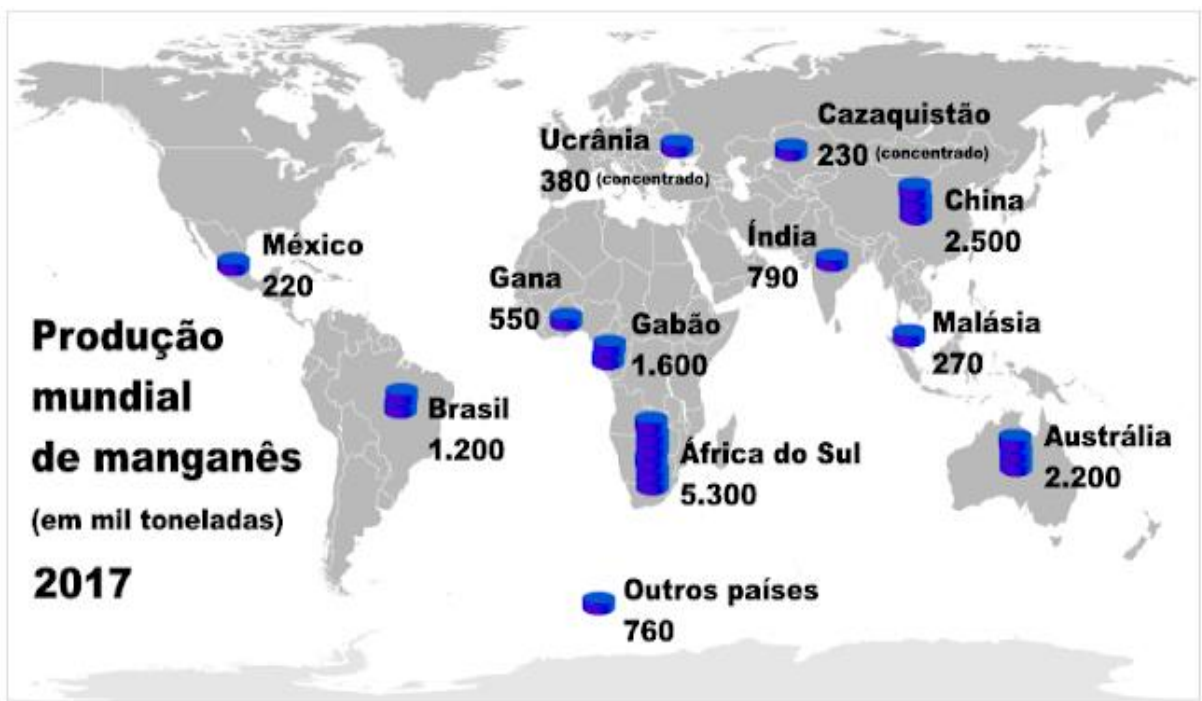 Produção
mundial
de manganês
(em mil toneladas)
2017
México
220
Brasil
1.200
Ucrânia
380 (concentrado)
Cazaquistão
230 (concentrado)
China
2.500
Índia
790
Gana
550
Gabão
1.600
Malásia
270
África do Sul
5.300
Austrália
2.200
Outros países
760